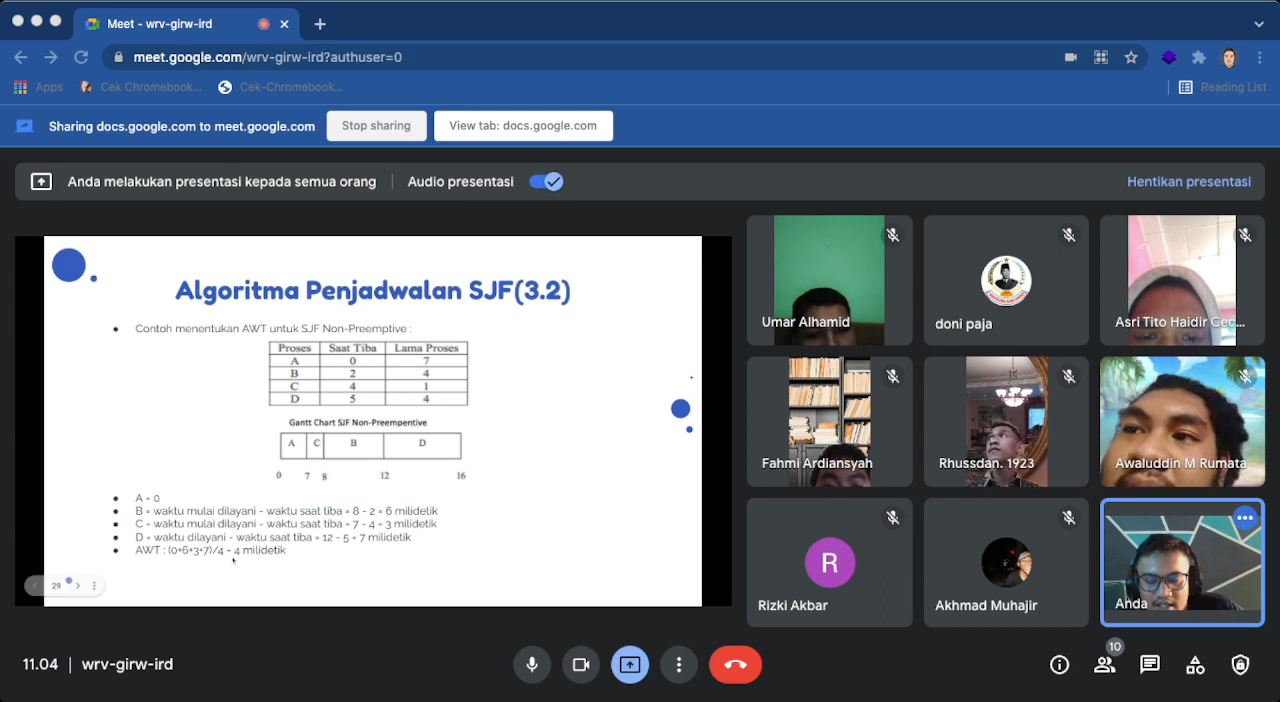 Meet - wrv-girw-ird
meet.google.com/wrv-girw-ird?authuser=0
Apps Cek Chromebook... Cek-Chromebook... Reading List
Sharing docs.google.com to meet.google.com Stop sharing View tab: docs.google.com
Anda melakukan presentasi kepada semua orang Audio presentasi Hentikan presentasi
Algoritma Penjadwalan SJF(3.2)
Contoh menentukan AWT untuk SJF Non-Preemptive :
Proses Saat Tiba Lama Proses
A 0 7
B 2 4
C 4 1
D 5 4
Gantt Chart SJF Non-Preempentive
A C B D
0 7 8 12 16
A = 0
B = waktu mulai dilayani - waktu saat tiba = 8 - 2 = 6 milidetik
C = waktu mulai dilayani - waktu saat tiba = 7 - 4 = 3 milidetik
D = waktu dilayani - waktu saat tiba = 12 - 5 = 7 milidetik
AWT : (0+6+3+7)/4 = 4 milidetik
29
Umar Alhamid
doni paja
Asri Tito Haidir Cec...
Fahmi Ardiansyah
Rhussdan. 1923
Awaluddin M Rumata
R
Rizki Akbar
Akhmad Muhajir
Anda
11.04 | wrv-girw-ird
10